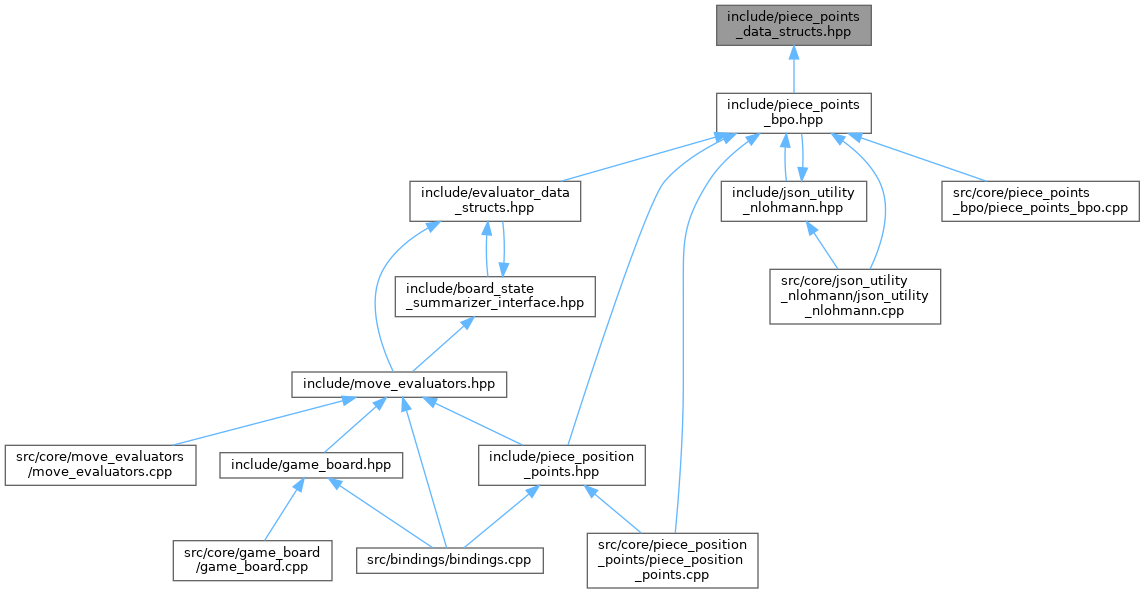 include/piece_points
_data_structs.hpp
include/piece_points
_bpo.hpp
include/evaluator_data
_structs.hpp
include/json_utility
_nlohmann.hpp
src/core/piece_points
_bpo/piece_points_bpo.cpp
include/board_state
_summarizer_interface.hpp
src/core/json_utility
_nlohmann/json_utility
_nlohmann.cpp
include/move_evaluators.hpp
src/core/move_evaluators
/move_evaluators.cpp
include/game_board.hpp
include/piece_position
_points.hpp
src/core/game_board
/game_board.cpp
src/bindings/bindings.cpp
src/core/piece_position
_points/piece_position
_points.cpp